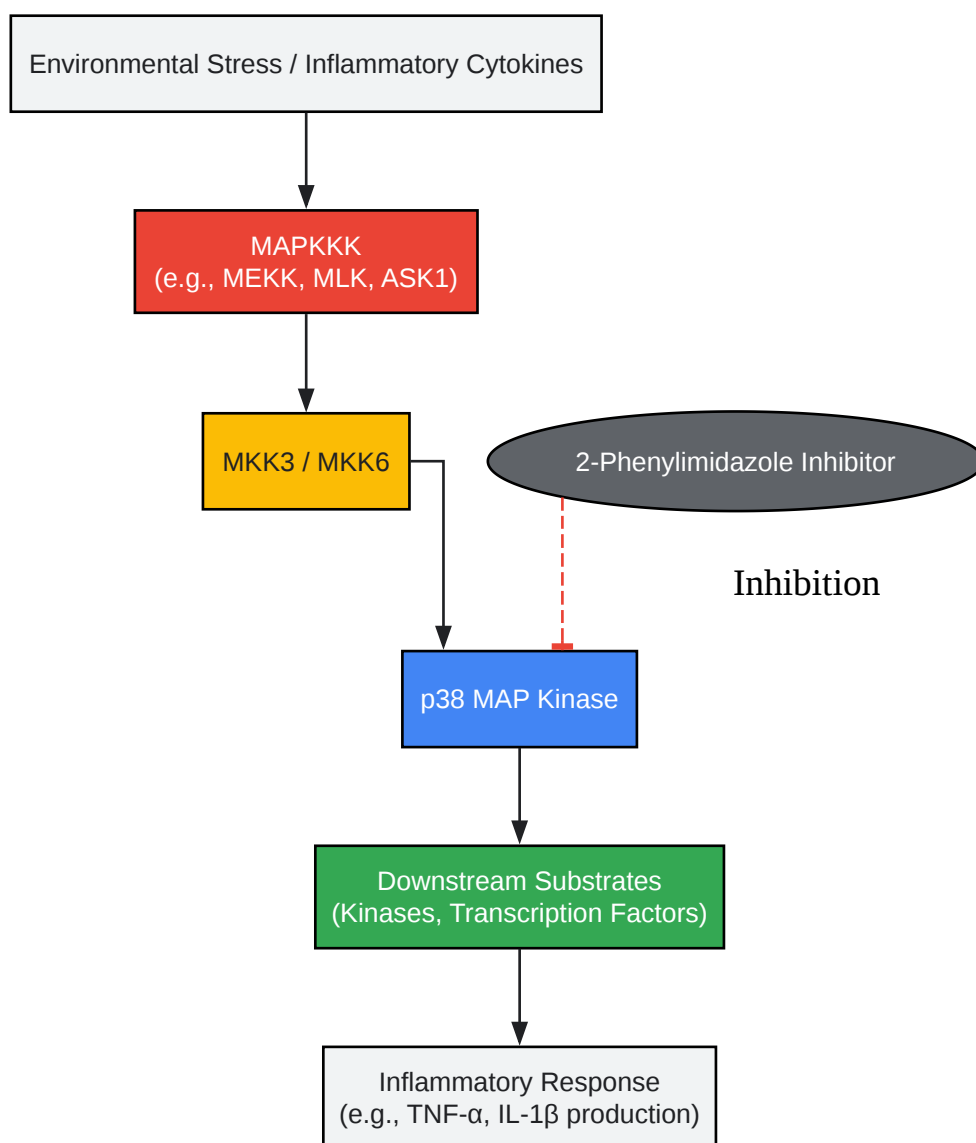 Environmental Stress / Inflammatory Cytokines
MAPKKK
(e.g., MEKK, MLK, ASK1)
MKK3 / MKK6
2-Phenylimidazole Inhibitor
Inhibition
p38 MAP Kinase
Downstream Substrates
(Kinases, Transcription Factors)
Inflammatory Response
(e.g., TNF-α, IL-1β production)